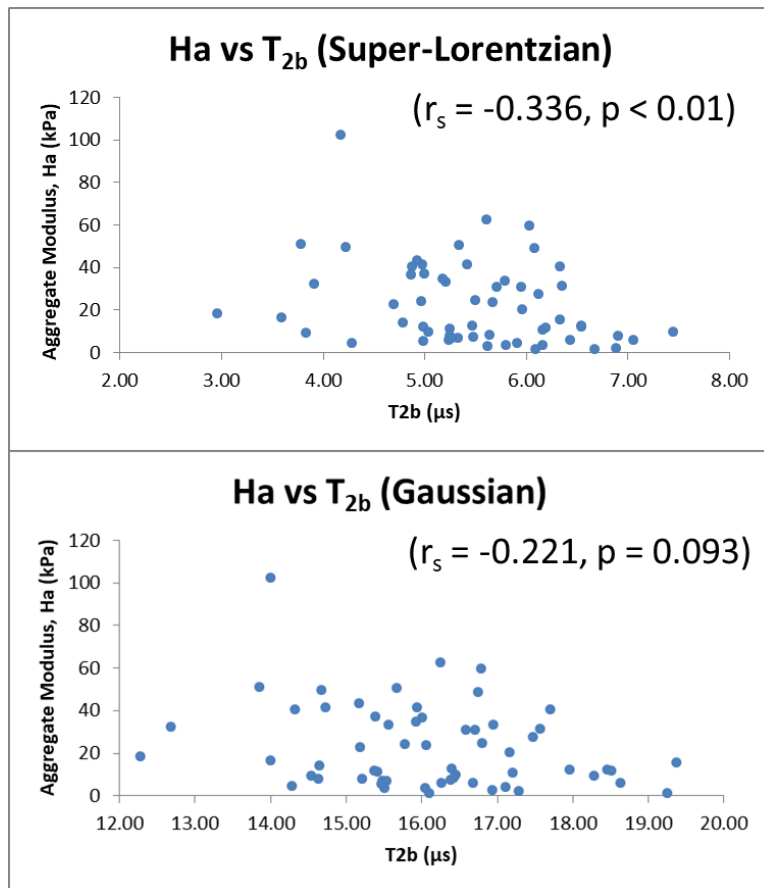 Ha vs T2b (Super-Lorentzian)
(rs = -0.336, p < 0.01)
Aggregate Modulus, Ha (kPa)
120
100
80
60
40
20
0
2.00 3.00 4.00 5.00 6.00 7.00 8.00
T2b (µs)
Ha vs T2b (Gaussian)
(rs = -0.221, p = 0.093)
Aggregate Modulus, Ha (kPa)
120
100
80
60
40
20
0
12.00 13.00 14.00 15.00 16.00 17.00 18.00 19.00 20.00
T2b (µs)